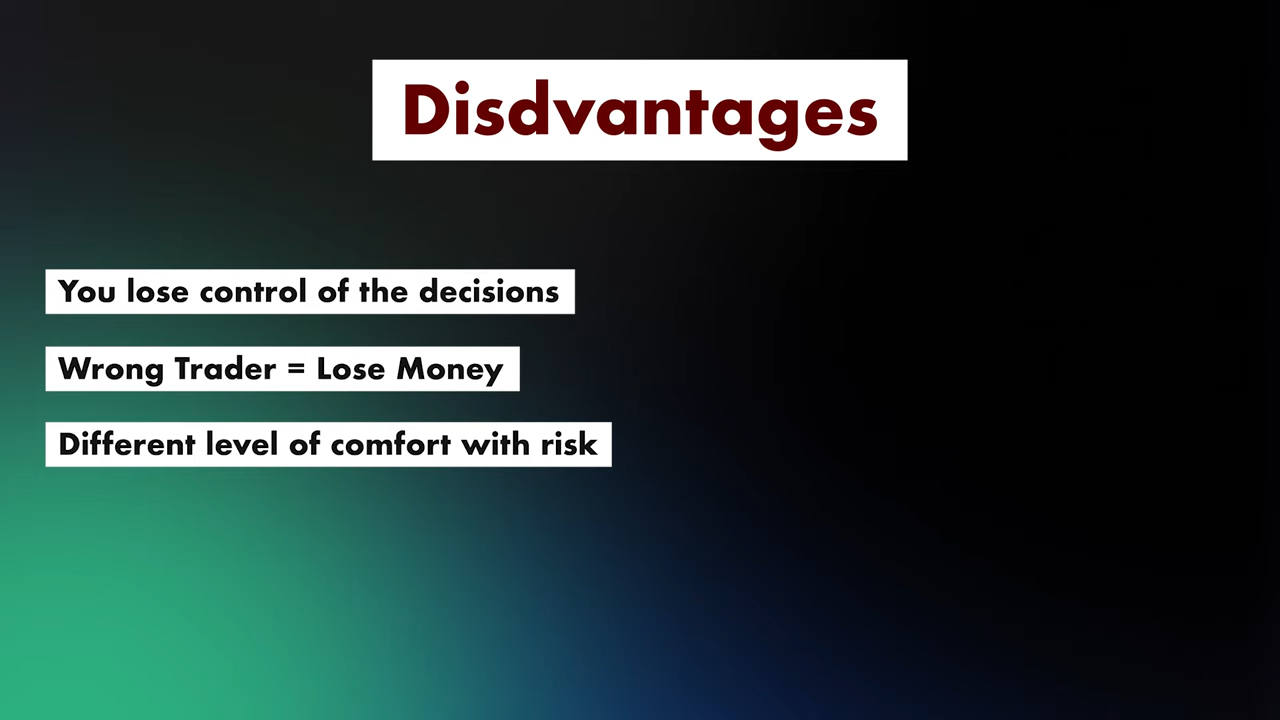 Disdvantages
You lose control of the decisions
Wrong Trader = Lose Money
Different level of comfort with risk